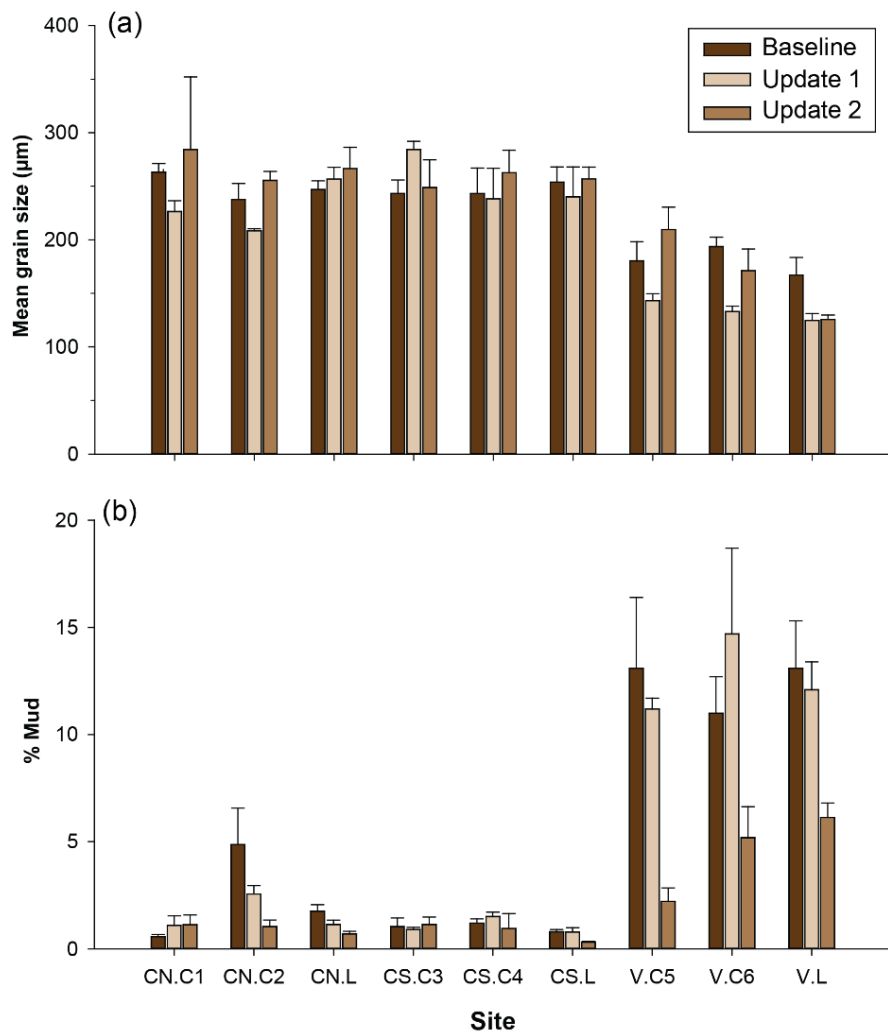 (a)
400
300
200
100
0
Mean grain size (µm)
Baseline
Update 1
Update 2
(b)
20
15
10
5
0
% Mud
CN.C1 CN.C2 CN.L CS.C3 CS.C4 CS.L V.C5 V.C6 V.L
Site